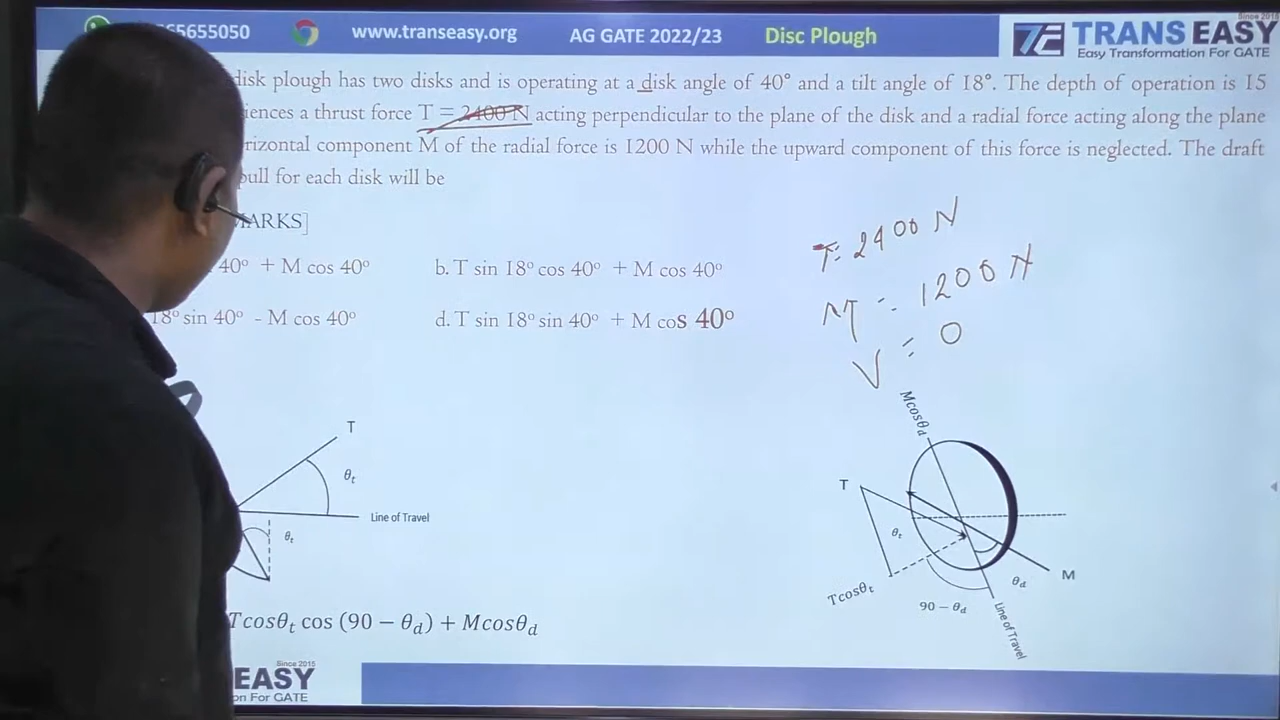 5655050 www.transeasy.org AG GATE 2022/23 Disc Plough Since 2015
TRANS EASY
Easy Transformation For GATE
disk plough has two disks and is operating at a disk angle of 40° and a tilt angle of 18°. The depth of operation is 15
iences a thrust force T = 2400 N acting perpendicular to the plane of the disk and a radial force acting along the plane
rizontal component M of the radial force is 1200 N while the upward component of this force is neglected. The draft
pull for each disk will be
ARKS]
40° + M cos 40° b. T sin 18° cos 40° + M cos 40°
18° sin 40° - M cos 40° d. T sin 18° sin 40° + M cos 40°
T = 2400 N
M = 1200 N
V = 0
T
θt
Line of Travel
θt
Tcosθt cos (90 − θd) + Mcosθd
Mcosθd
T
θt
M
θd
Tcosθt
90 − θd
Line of Travel
Since 2015
EASY
on For GATE